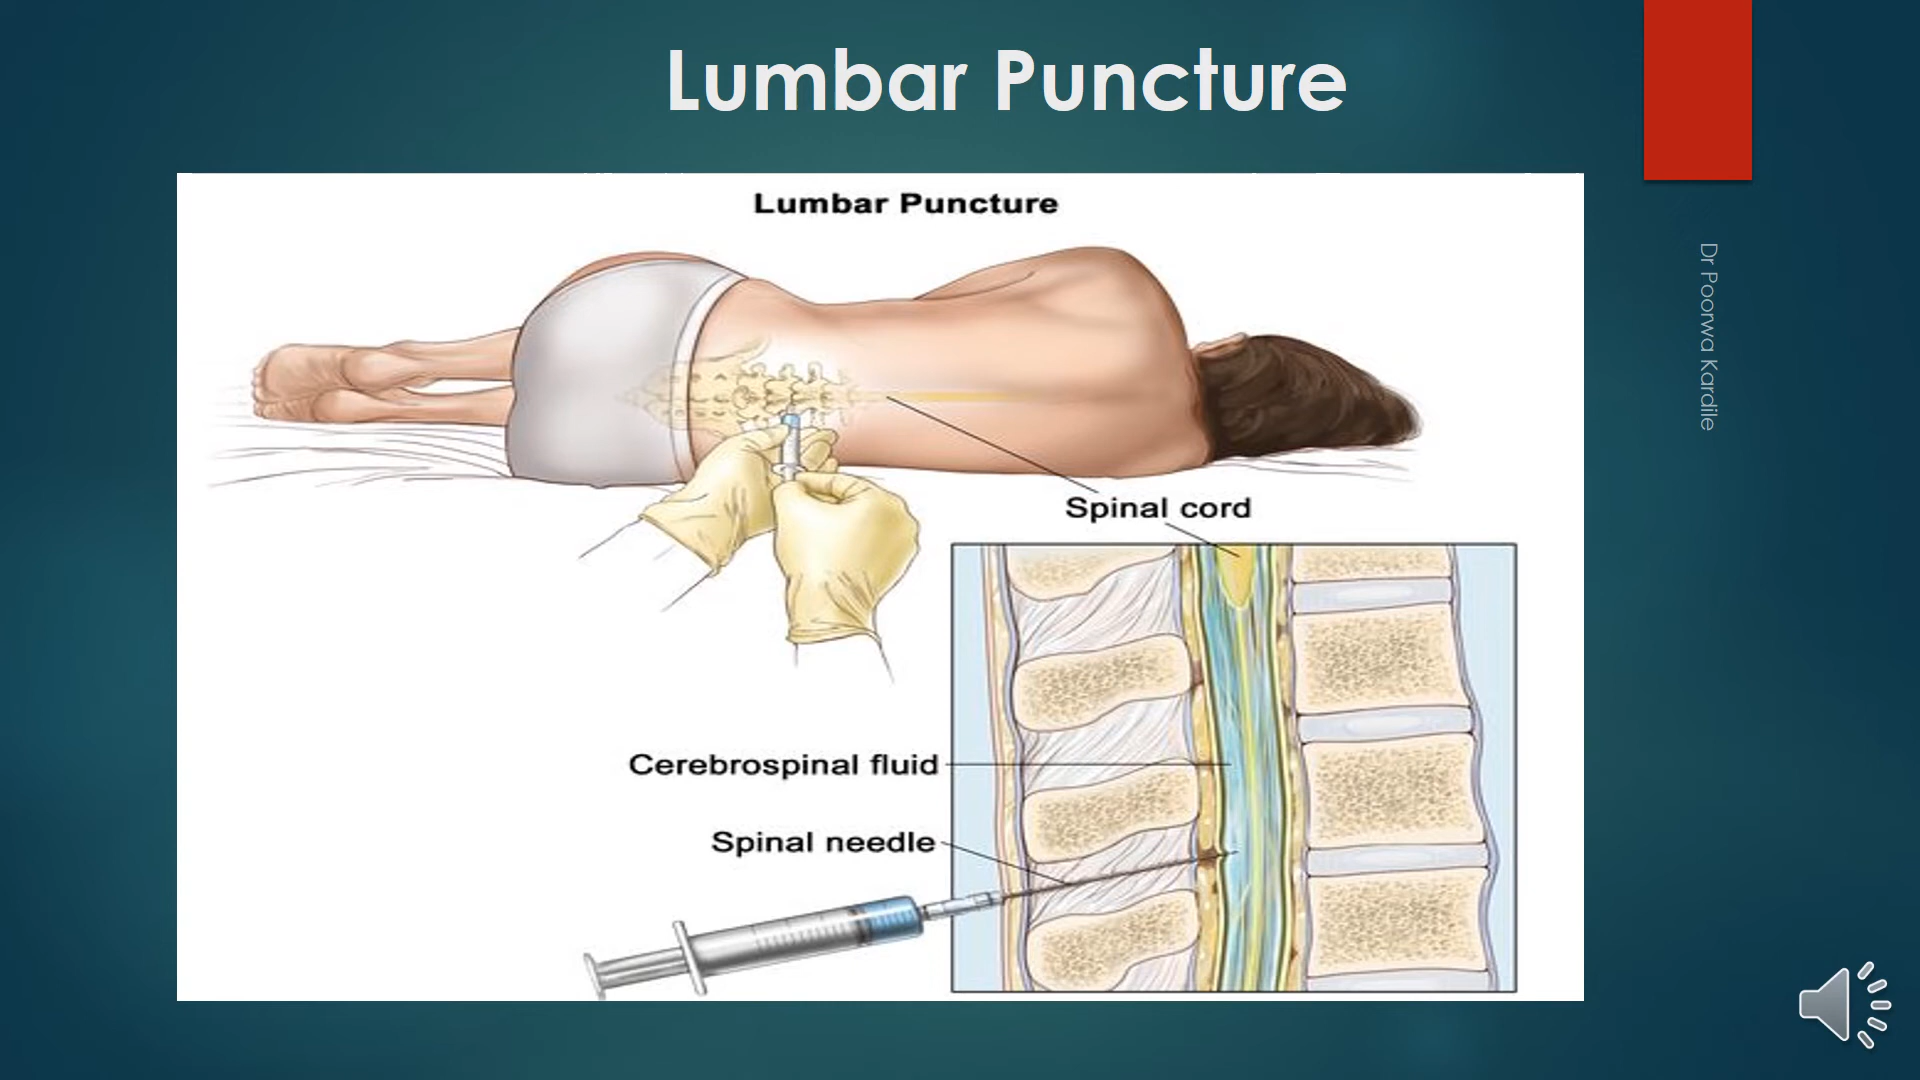 Lumbar Puncture
Lumbar Puncture
Spinal cord
Cerebrospinal fluid
Spinal needle
Dr Poorwa Kardile